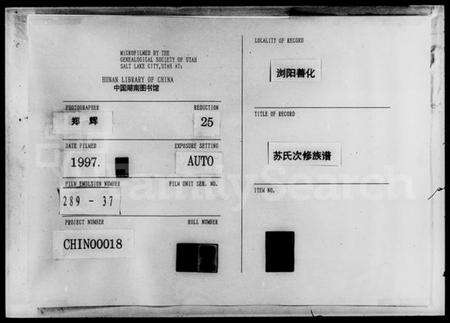 MICROFILMED BY THE
GENEALOGICAL SOCIETY OF UTAH
SALT LAKE CITY, UTAH AT:
HUNAN LIBRARY OF CHINA
中国湖南图书馆
PHOTOGRAPHER
郑 辉
REDUCTION
25
DATE FILMED
1997.
EXPOSURE SETTING
AUTO
FILM EMULSION NUMBER
289 - 37
FILM UNIT SER. NO.
PROJECT NUMBER
CHIN00018
ROLL NUMBER
LOCALITY OF RECORD
浏阳善化
TITLE OF RECORD
苏氏次修族谱
ITEM NO.
FamilySearch